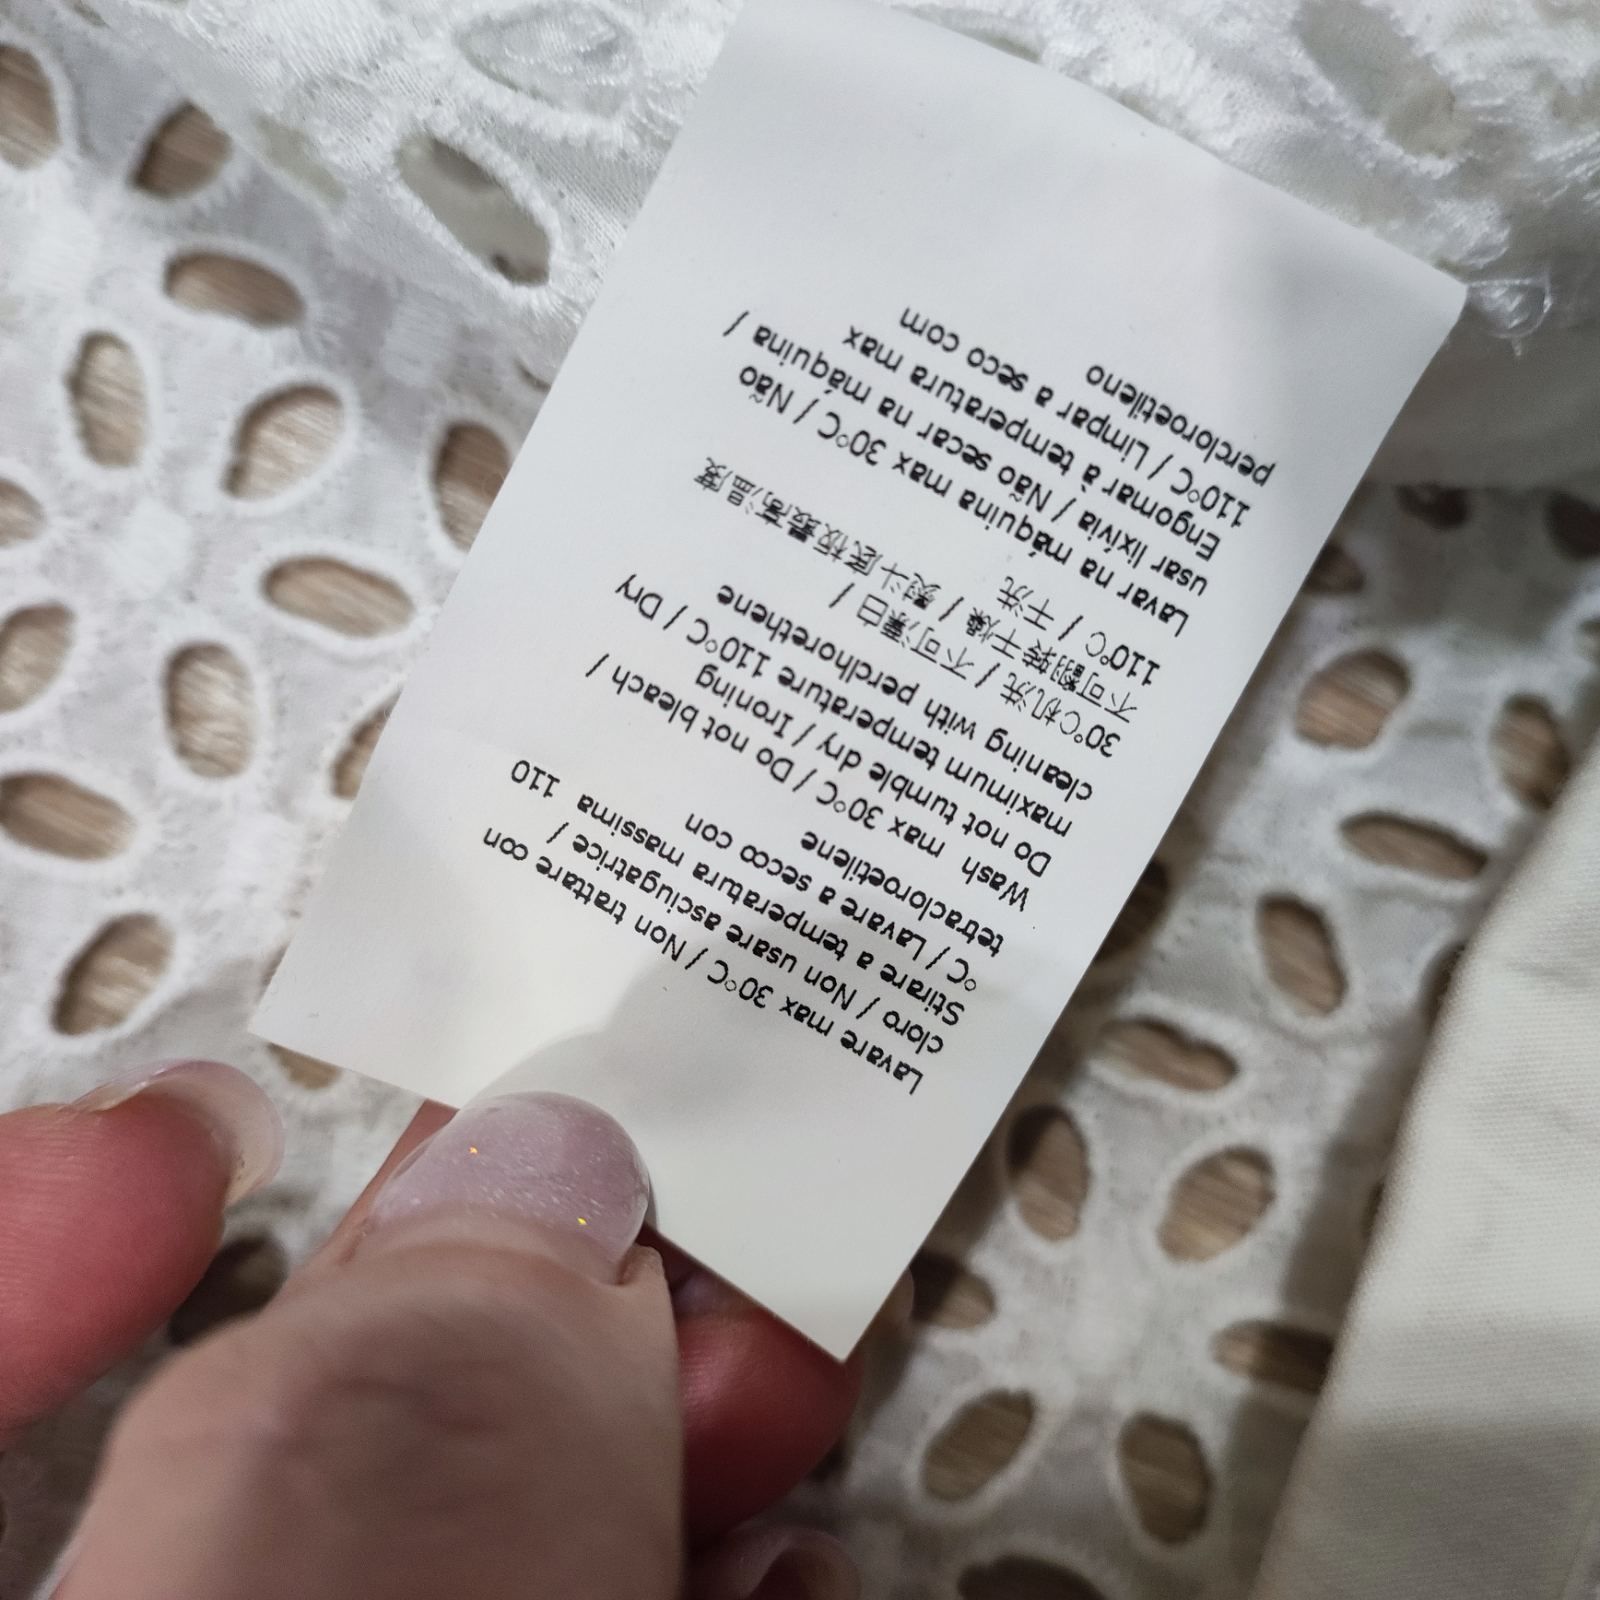 Lavare max 30°C / Non trattare con
cloro / Non usare asciugatrice /
Stirare a temperatura massima 110
°C / Lavare a secco con
tetracloroetilene
Wash max 30°C / Do not bleach /
Do not tumble dry / Ironing
maximum temperature 110°C / Dry
cleaning with perclhorethene
30°C机洗 / 不可漂白 /
不可翻转干燥 / 熨斗底板最高温度
110°C / 干洗
Lavar na máquina max 30°C / Não
usar lixívia / Não secar na máquina /
Engomar à temperatura max
110°C / Limpar a seco com
percloroetileno